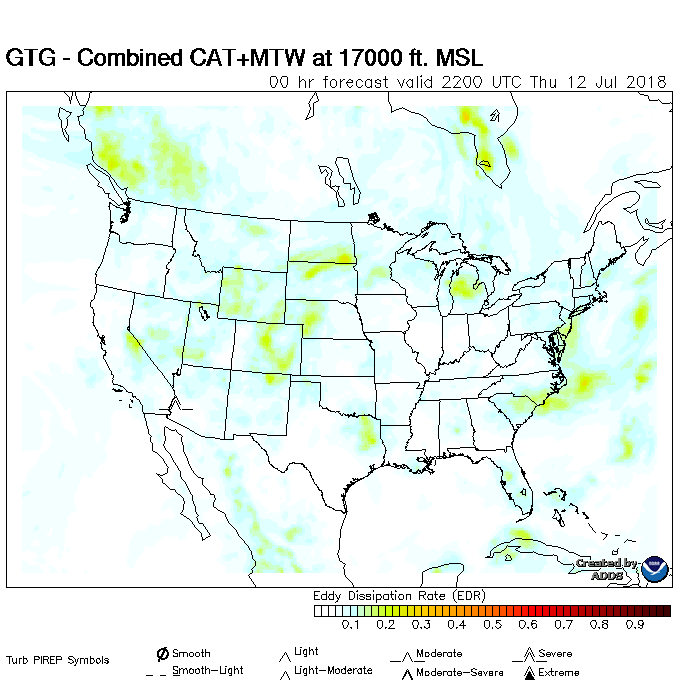 GTG - Combined CAT+MTW at 17000 ft. MSL
00 hr forecast valid 2200 UTC Thu 12 Jul 2018
Created by
ADDS
Eddy Dissipation Rate (EDR)
0.1 0.2 0.3 0.4 0.5 0.6 0.7 0.8 0.9
Turb PIREP Symbols
Smooth Light Moderate Severe
Smooth-Light Light-Moderate Moderate-Severe Extreme